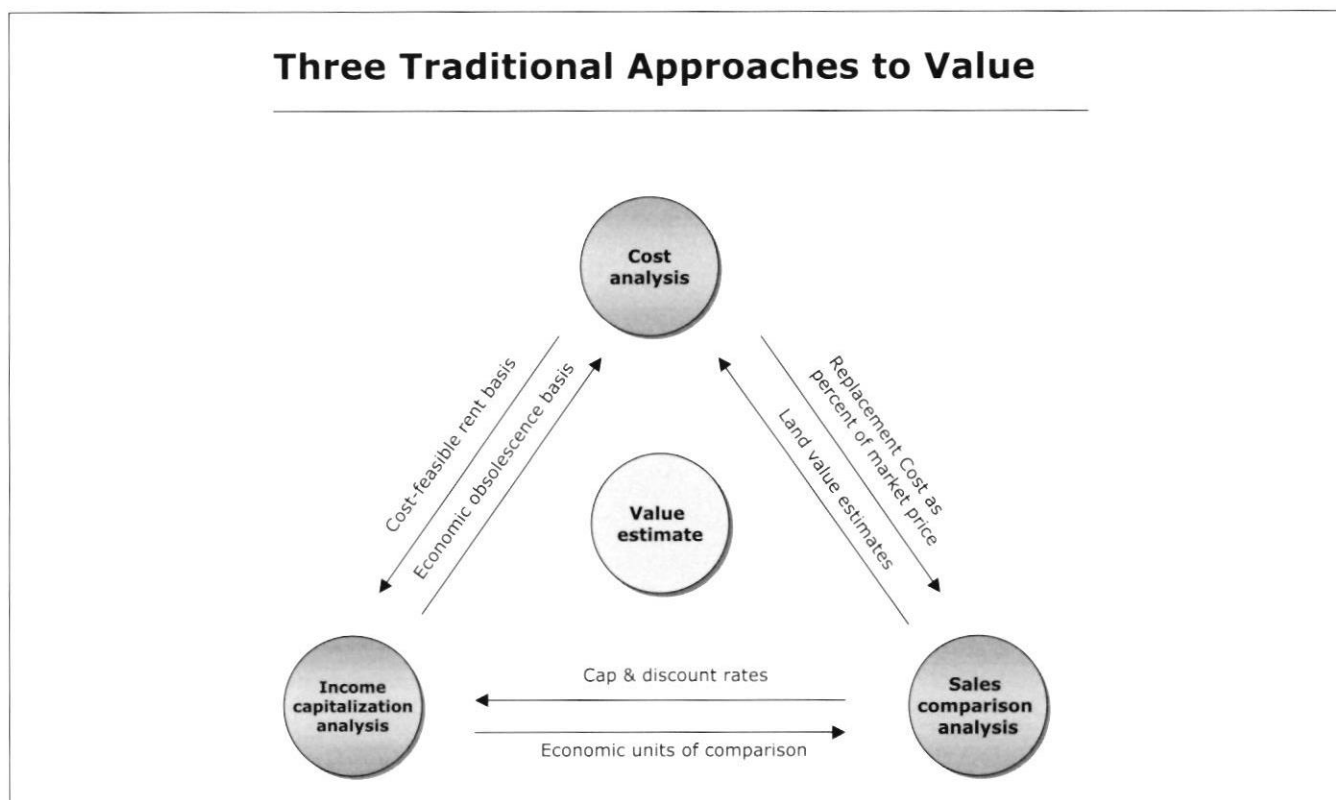 Three Traditional Approaches to Value
Cost
analysis
Cost-feasible rent basis
Economic obsolescence basis
Replacement Cost as
percent of market price
Land value estimates
Value
estimate
Income
capitalization
analysis
Cap & discount rates
Economic units of comparison
Sales
comparison
analysis